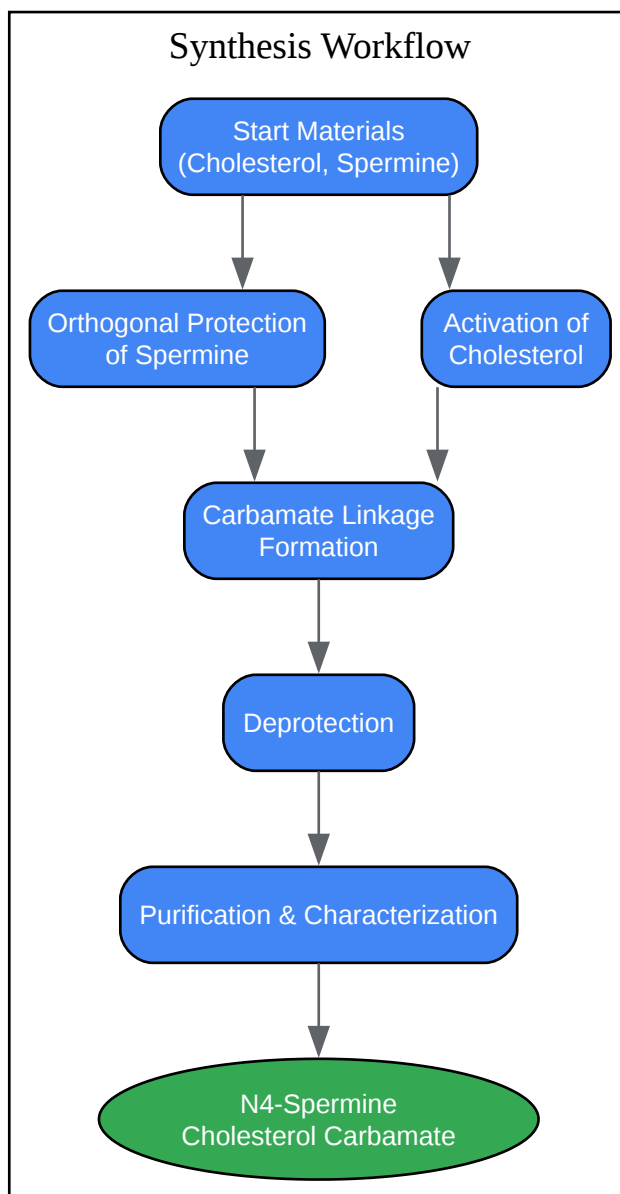 Synthesis Workflow
Start Materials
(Cholesterol, Spermine)
Orthogonal Protection
of Spermine
Activation of
Cholesterol
Carbamate Linkage
Formation
Deprotection
Purification & Characterization
N4-Spermine
Cholesterol Carbamate